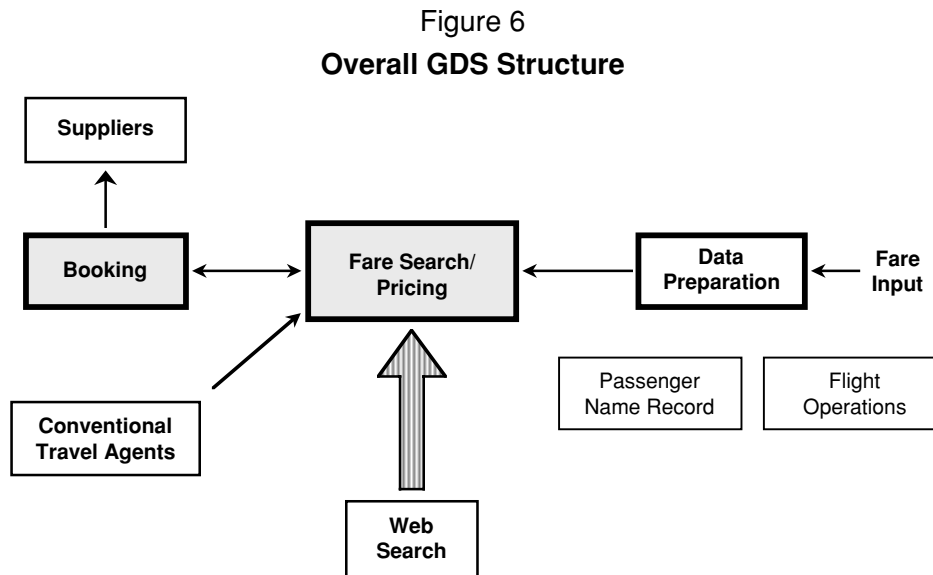 Figure 6
Overall GDS Structure
Suppliers
Booking
Fare Search/
Pricing
Data
Preparation
Fare
Input
Passenger
Name Record
Flight
Operations
Conventional
Travel Agents
Web
Search